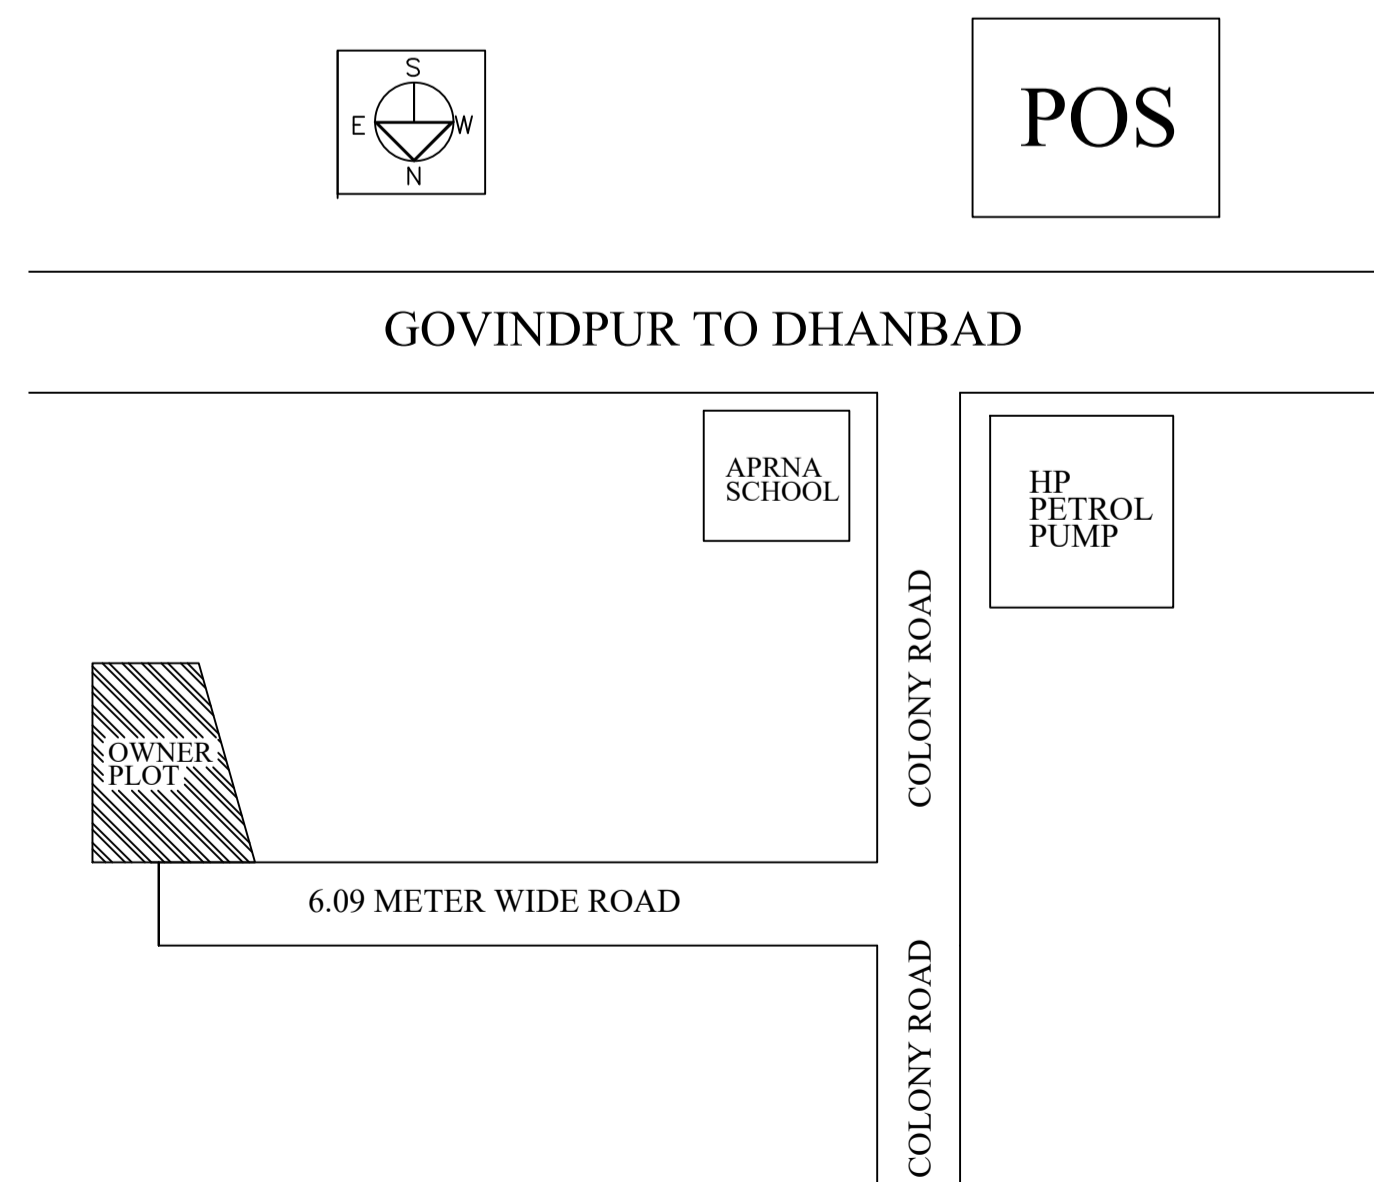 S
E W
N
POS
GOVINDPUR TO DHANBAD
APRNA
SCHOOL
HP
PETROL
PUMP
COLONY ROAD
OWNER
PLOT
6.09 METER WIDE ROAD
COLONY ROAD